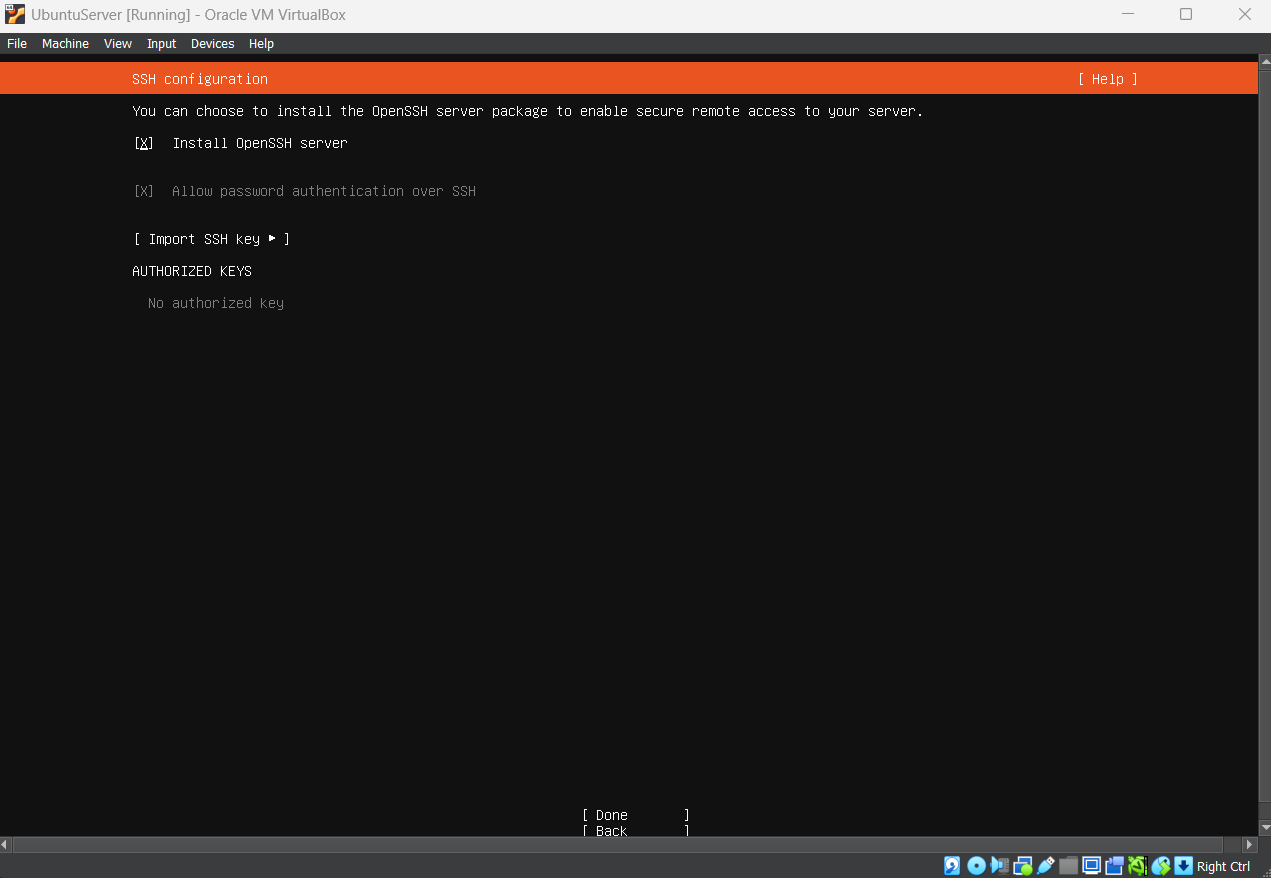 UbuntuServer [Running] - Oracle VM VirtualBox
File Machine View Input Devices Help
SSH configuration [ Help ]
You can choose to install the OpenSSH server package to enable secure remote access to your server.
[X] Install OpenSSH server
[X] Allow password authentication over SSH
[ Import SSH key ▸ ]
AUTHORIZED KEYS
No authorized key
[ Done ]
[ Back ]
Right Ctrl